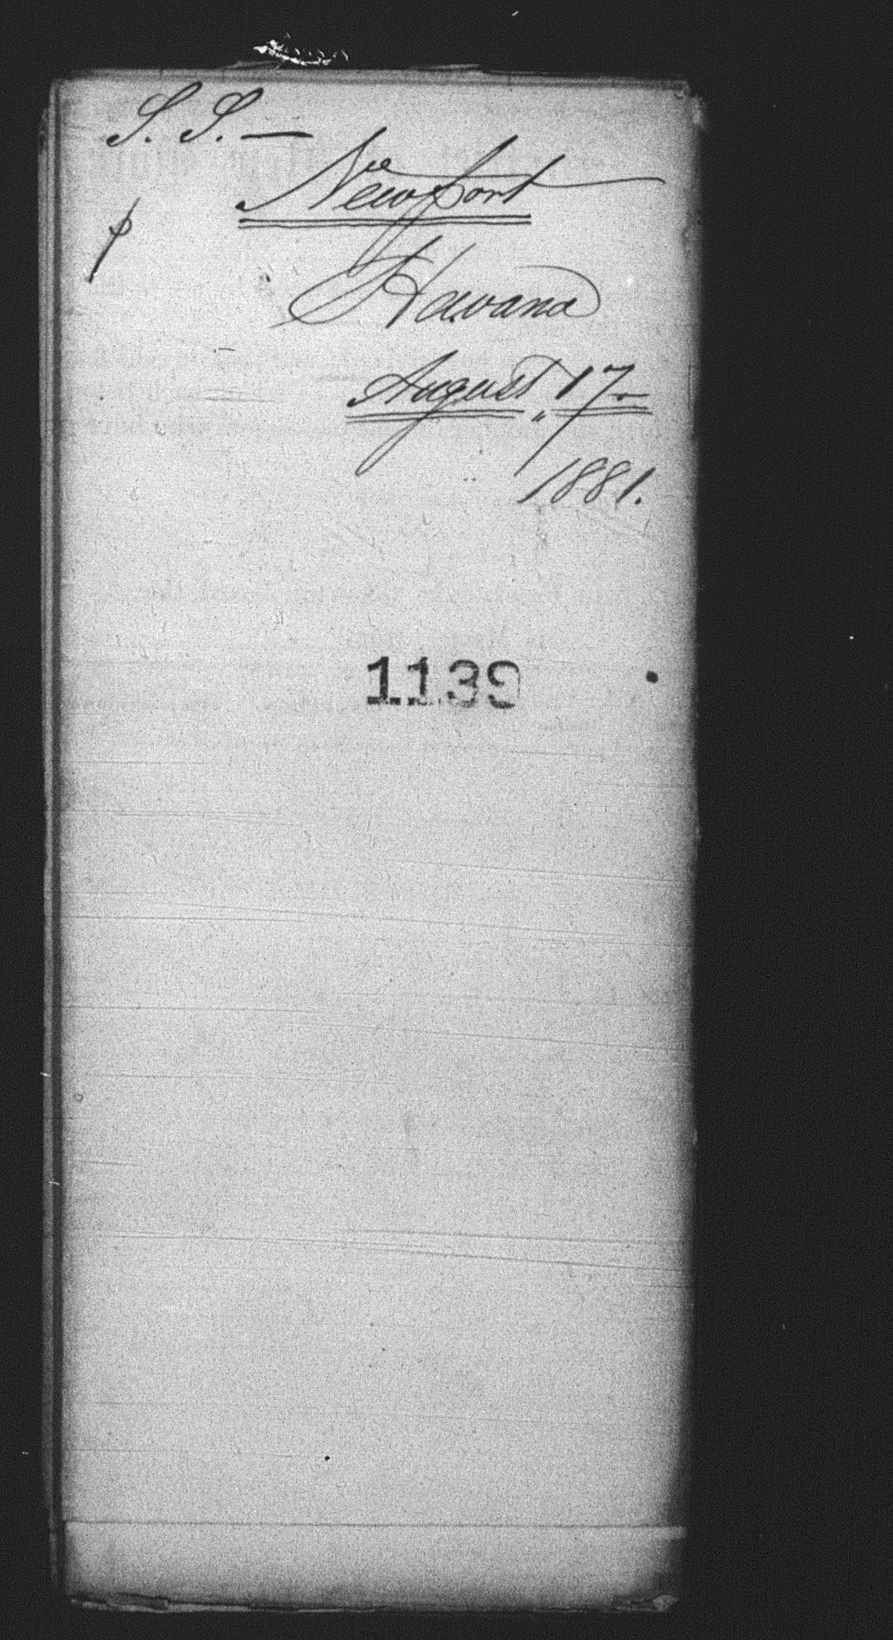 S. S. —
Newport
Havana
August 17
1881.
1139